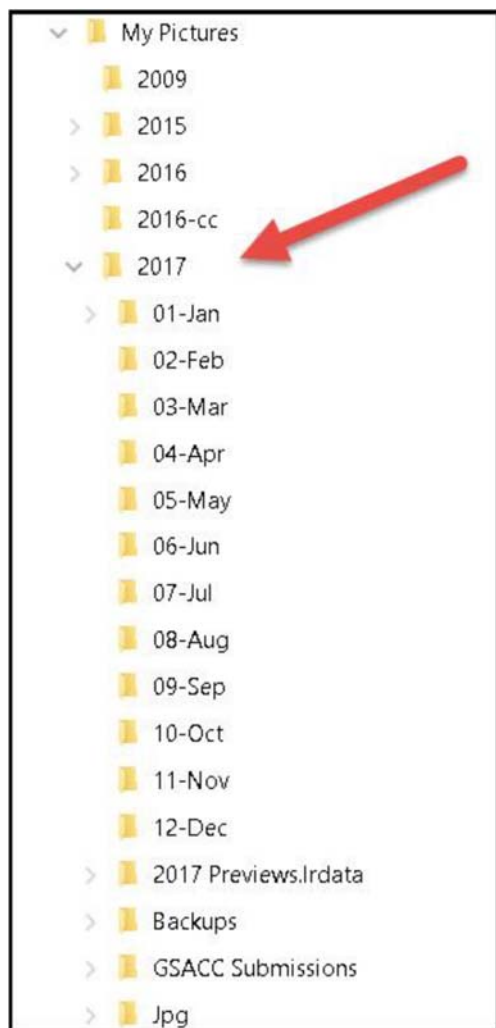 My Pictures
2009
2015
2016
2016-cc
2017
01-Jan
02-Feb
03-Mar
04-Apr
05-May
06-Jun
07-Jul
08-Aug
09-Sep
10-Oct
11-Nov
12-Dec
2017 Previews.lrdata
Backups
GSACC Submissions
Jpg